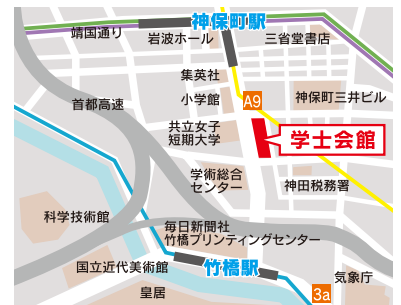 神保町駅
靖国通り
岩波ホール
三省堂書店
集英社
小学館
A9
神保町三井ビル
首都高速
共立女子
短期大学
学士会館
学術総合
センター
神田税務署
科学技術館
毎日新聞社
竹橋プリンティングセンター
国立近代美術館
竹橋駅
気象庁
皇居
3a